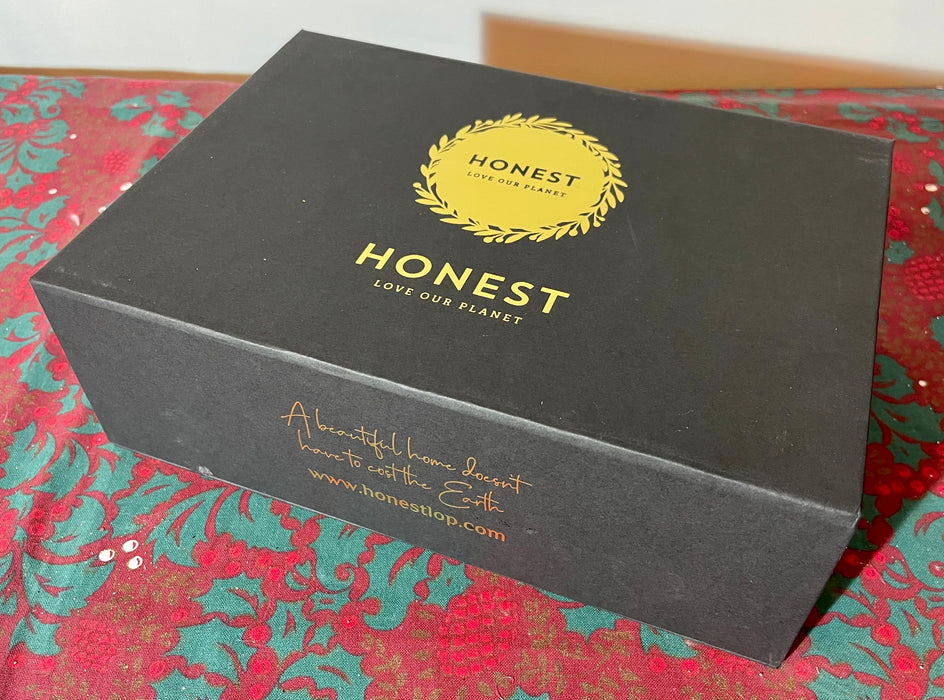 HONEST
LOVE OUR PLANET
HONEST
LOVE OUR PLANET
A beautiful home doesn't
have to cost the Earth
www.honestlop.com